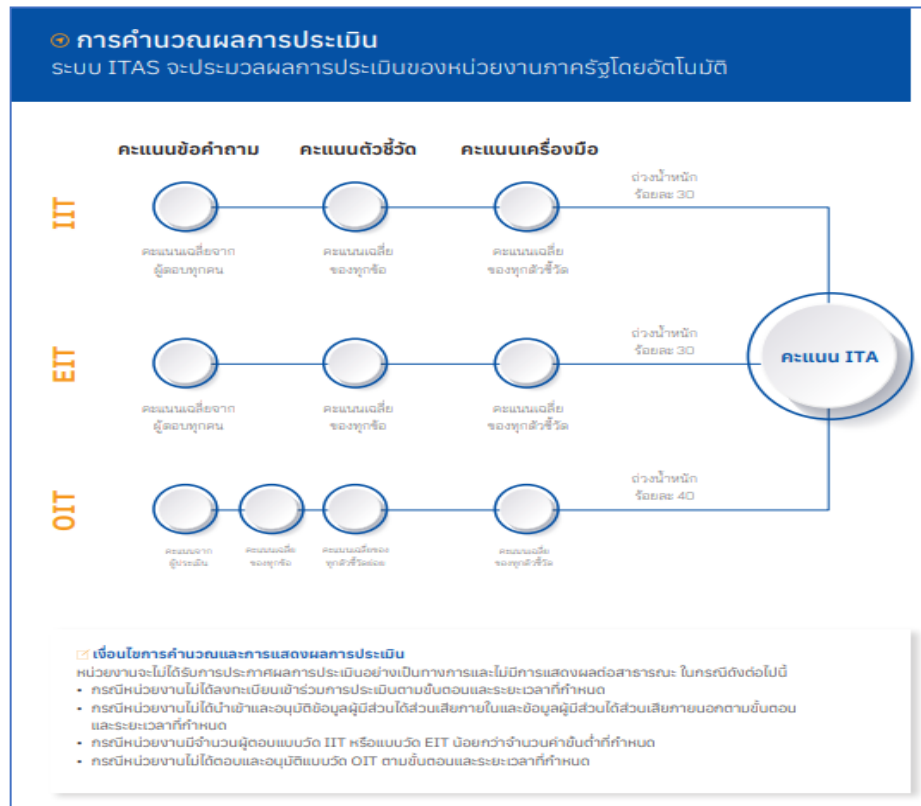 การคำนวณผลการประเมิน
ระบบ ITAS จะประมวลผลการประเมินของหน่วยงานภาครัฐโดยอัตโนมัติ
คะแนนข้อคำถาม คะแนนตัวชี้วัด คะแนนเครื่องมือ
ถ่วงน้ำหนัก
ร้อยละ 30
IIT
คะแนนเฉลี่ยจาก คะแนนเฉลี่ย คะแนนเฉลี่ย
ผู้ตอบทุกคน ของทุกข้อ ของทุกตัวชี้วัด
ถ่วงน้ำหนัก
ร้อยละ 30
EIT
คะแนน ITA
คะแนนเฉลี่ยจาก คะแนนเฉลี่ย คะแนนเฉลี่ย
ผู้ตอบทุกคน ของทุกข้อ ของทุกตัวชี้วัด
ถ่วงน้ำหนัก
ร้อยละ 40
OIT
คะแนนจาก คะแนนเฉลี่ย คะแนนเฉลี่ยของ คะแนนเฉลี่ย
ผู้ประเมิน ของทุกข้อ ทุกตัวชี้วัดย่อย ของทุกตัวชี้วัด
เงื่อนไขการคำนวณและการแสดงผลการประเมิน
หน่วยงานจะไม่ได้รับการประกาศผลการประเมินอย่างเป็นทางการและไม่มีการแสดงผลต่อสาธารณะ ในกรณีดังต่อไปนี้
• กรณีหน่วยงานไม่ได้ลงทะเบียนเข้าร่วมการประเมินตามขั้นตอนและระยะเวลาที่กำหนด
• กรณีหน่วยงานไม่ได้นำเข้าและอนุมัติข้อมูลผู้มีส่วนได้ส่วนเสียภายในและข้อมูลผู้มีส่วนได้ส่วนเสียภายนอกตามขั้นตอน
และระยะเวลาที่กำหนด
• กรณีหน่วยงานมีจำนวนผู้ตอบแบบวัด IIT หรือแบบวัด EIT น้อยกว่าจำนวนค่าขั้นต่ำที่กำหนด
• กรณีหน่วยงานไม่ได้ตอบและอนุมัติแบบวัด OIT ตามขั้นตอนและระยะเวลาที่กำหนด